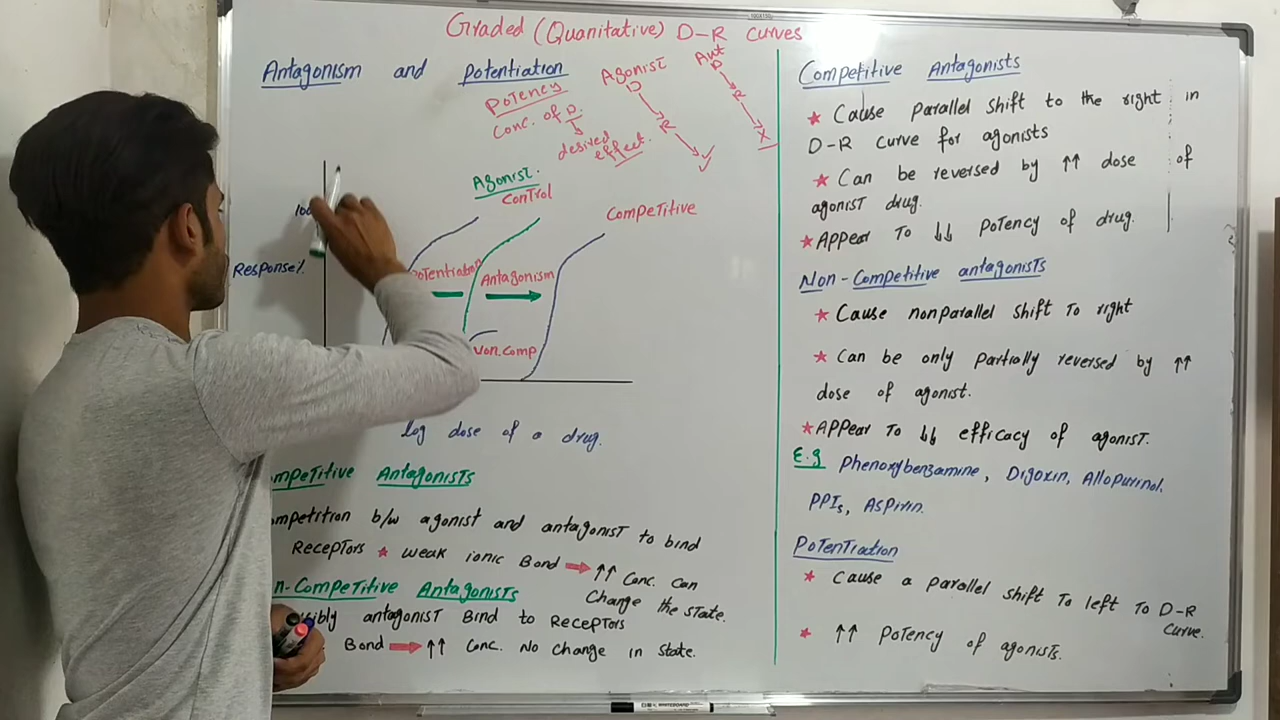 Graded (Quanitative) D-R curves
Antagonism and Potentiation
Potency
Conc. of D.
desired
effect.
Agonist
D
R
Ant
D
R
X
Agonist.
Control
Competitive
Response%
Potentiation
Antagonism
Non.Comp
log dose of a drug.
Antagonists
b/w agonist and antagonist to bind
Receptors * weak ionic Bond → ↑↑ Conc. can
Change the state.
Competitive Antagonists
antagonist Bind to Receptors
Bond → ↑↑ Conc. No change in state.
Competitive Antagonists
* Cause parallel shift to the right in
D-R curve for agonists
* Can be reversed by ↑↑ dose of
agonist drug.
* Appear To ↓↓ potency of drug.
Non-Competitive antagonists
* Cause nonparallel shift To right
* Can be only partially reversed by ↑↑
dose of agonist.
* Appear To ↓↓ efficacy of agonist.
E.g Phenoxybenzamine, Digoxin, Allopurinol,
PPIs, Aspirin.
Potentiation
* Cause a parallel shift To left To D-R
Curve.
* ↑↑ Potency of agonists.